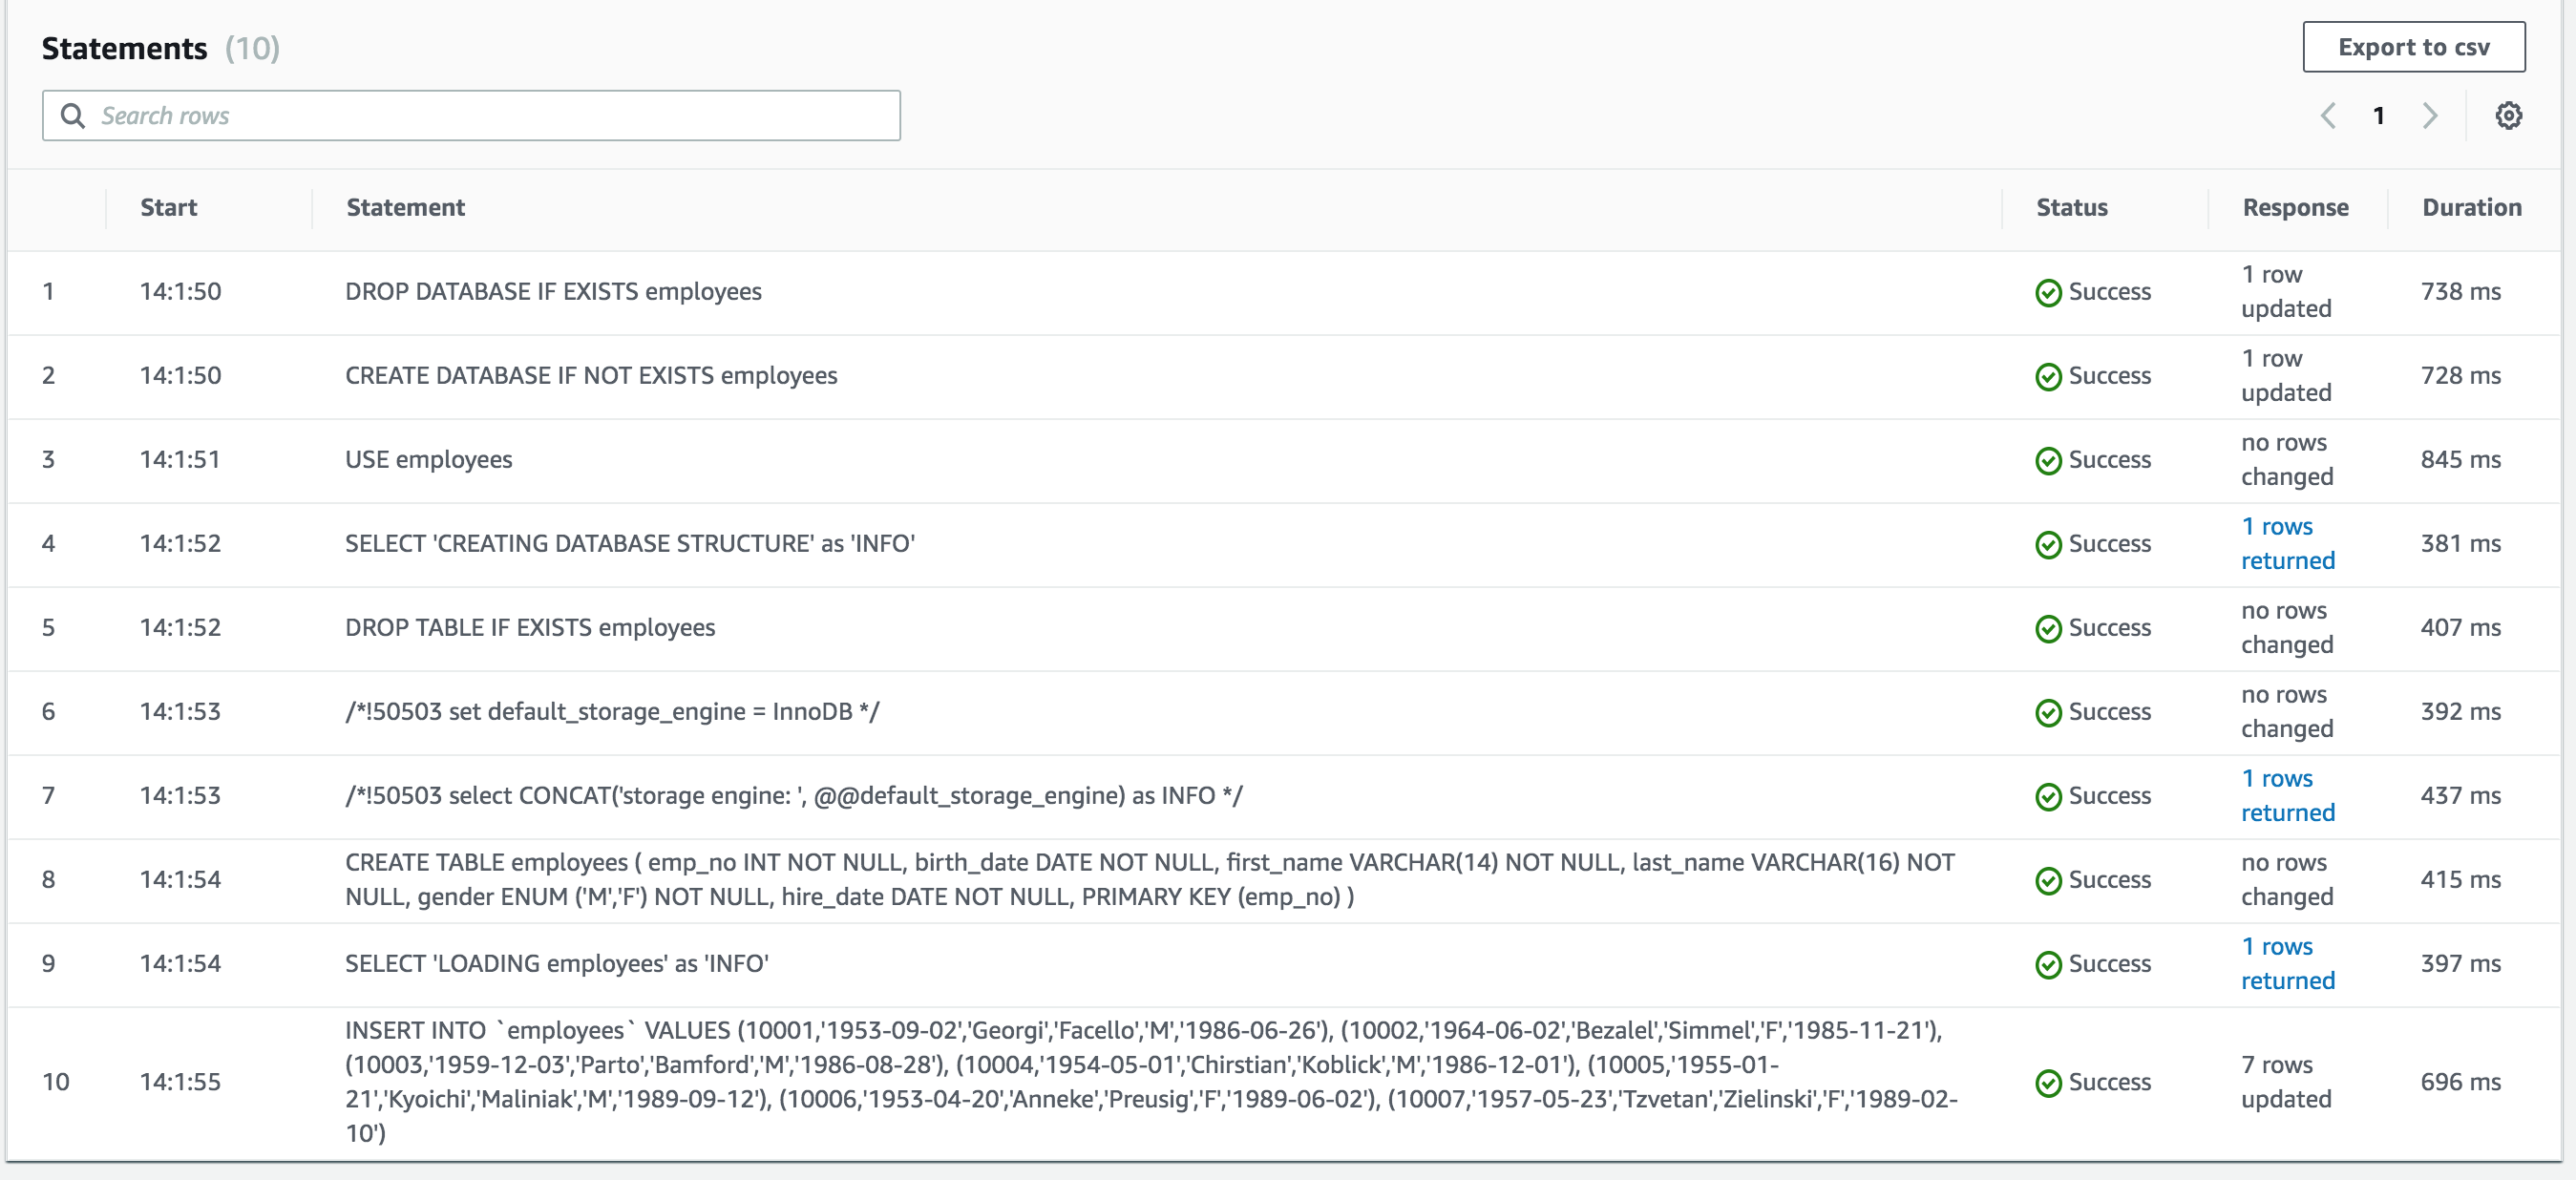 Statements (10)
Export to csv
Search rows
1
Start Statement Status Response Duration
1 14:1:50 DROP DATABASE IF EXISTS employees Success 1 row
updated 738 ms
2 14:1:50 CREATE DATABASE IF NOT EXISTS employees Success 1 row
updated 728 ms
3 14:1:51 USE employees Success no rows
changed 845 ms
4 14:1:52 SELECT 'CREATING DATABASE STRUCTURE' as 'INFO' Success 1 rows
returned 381 ms
5 14:1:52 DROP TABLE IF EXISTS employees Success no rows
changed 407 ms
6 14:1:53 /*!50503 set default_storage_engine = InnoDB */ Success no rows
changed 392 ms
7 14:1:53 /*!50503 select CONCAT('storage engine: ', @@default_storage_engine) as INFO */ Success 1 rows
returned 437 ms
8 14:1:54 CREATE TABLE employees ( emp_no INT NOT NULL, birth_date DATE NOT NULL, first_name VARCHAR(14) NOT NULL, last_name VARCHAR(16) NOT
NULL, gender ENUM ('M','F') NOT NULL, hire_date DATE NOT NULL, PRIMARY KEY (emp_no) ) Success no rows
changed 415 ms
9 14:1:54 SELECT 'LOADING employees' as 'INFO' Success 1 rows
returned 397 ms
10 14:1:55 INSERT INTO `employees` VALUES (10001,'1953-09-02','Georgi','Facello','M','1986-06-26'), (10002,'1964-06-02','Bezalel','Simmel','F','1985-11-21'),
(10003,'1959-12-03','Parto','Bamford','M','1986-08-28'), (10004,'1954-05-01','Chirstian','Koblick','M','1986-12-01'), (10005,'1955-01-
21','Kyoichi','Maliniak','M','1989-09-12'), (10006,'1953-04-20','Anneke','Preusig','F','1989-06-02'), (10007,'1957-05-23','Tzvetan','Zielinski','F','1989-02-
10') Success 7 rows
updated 696 ms